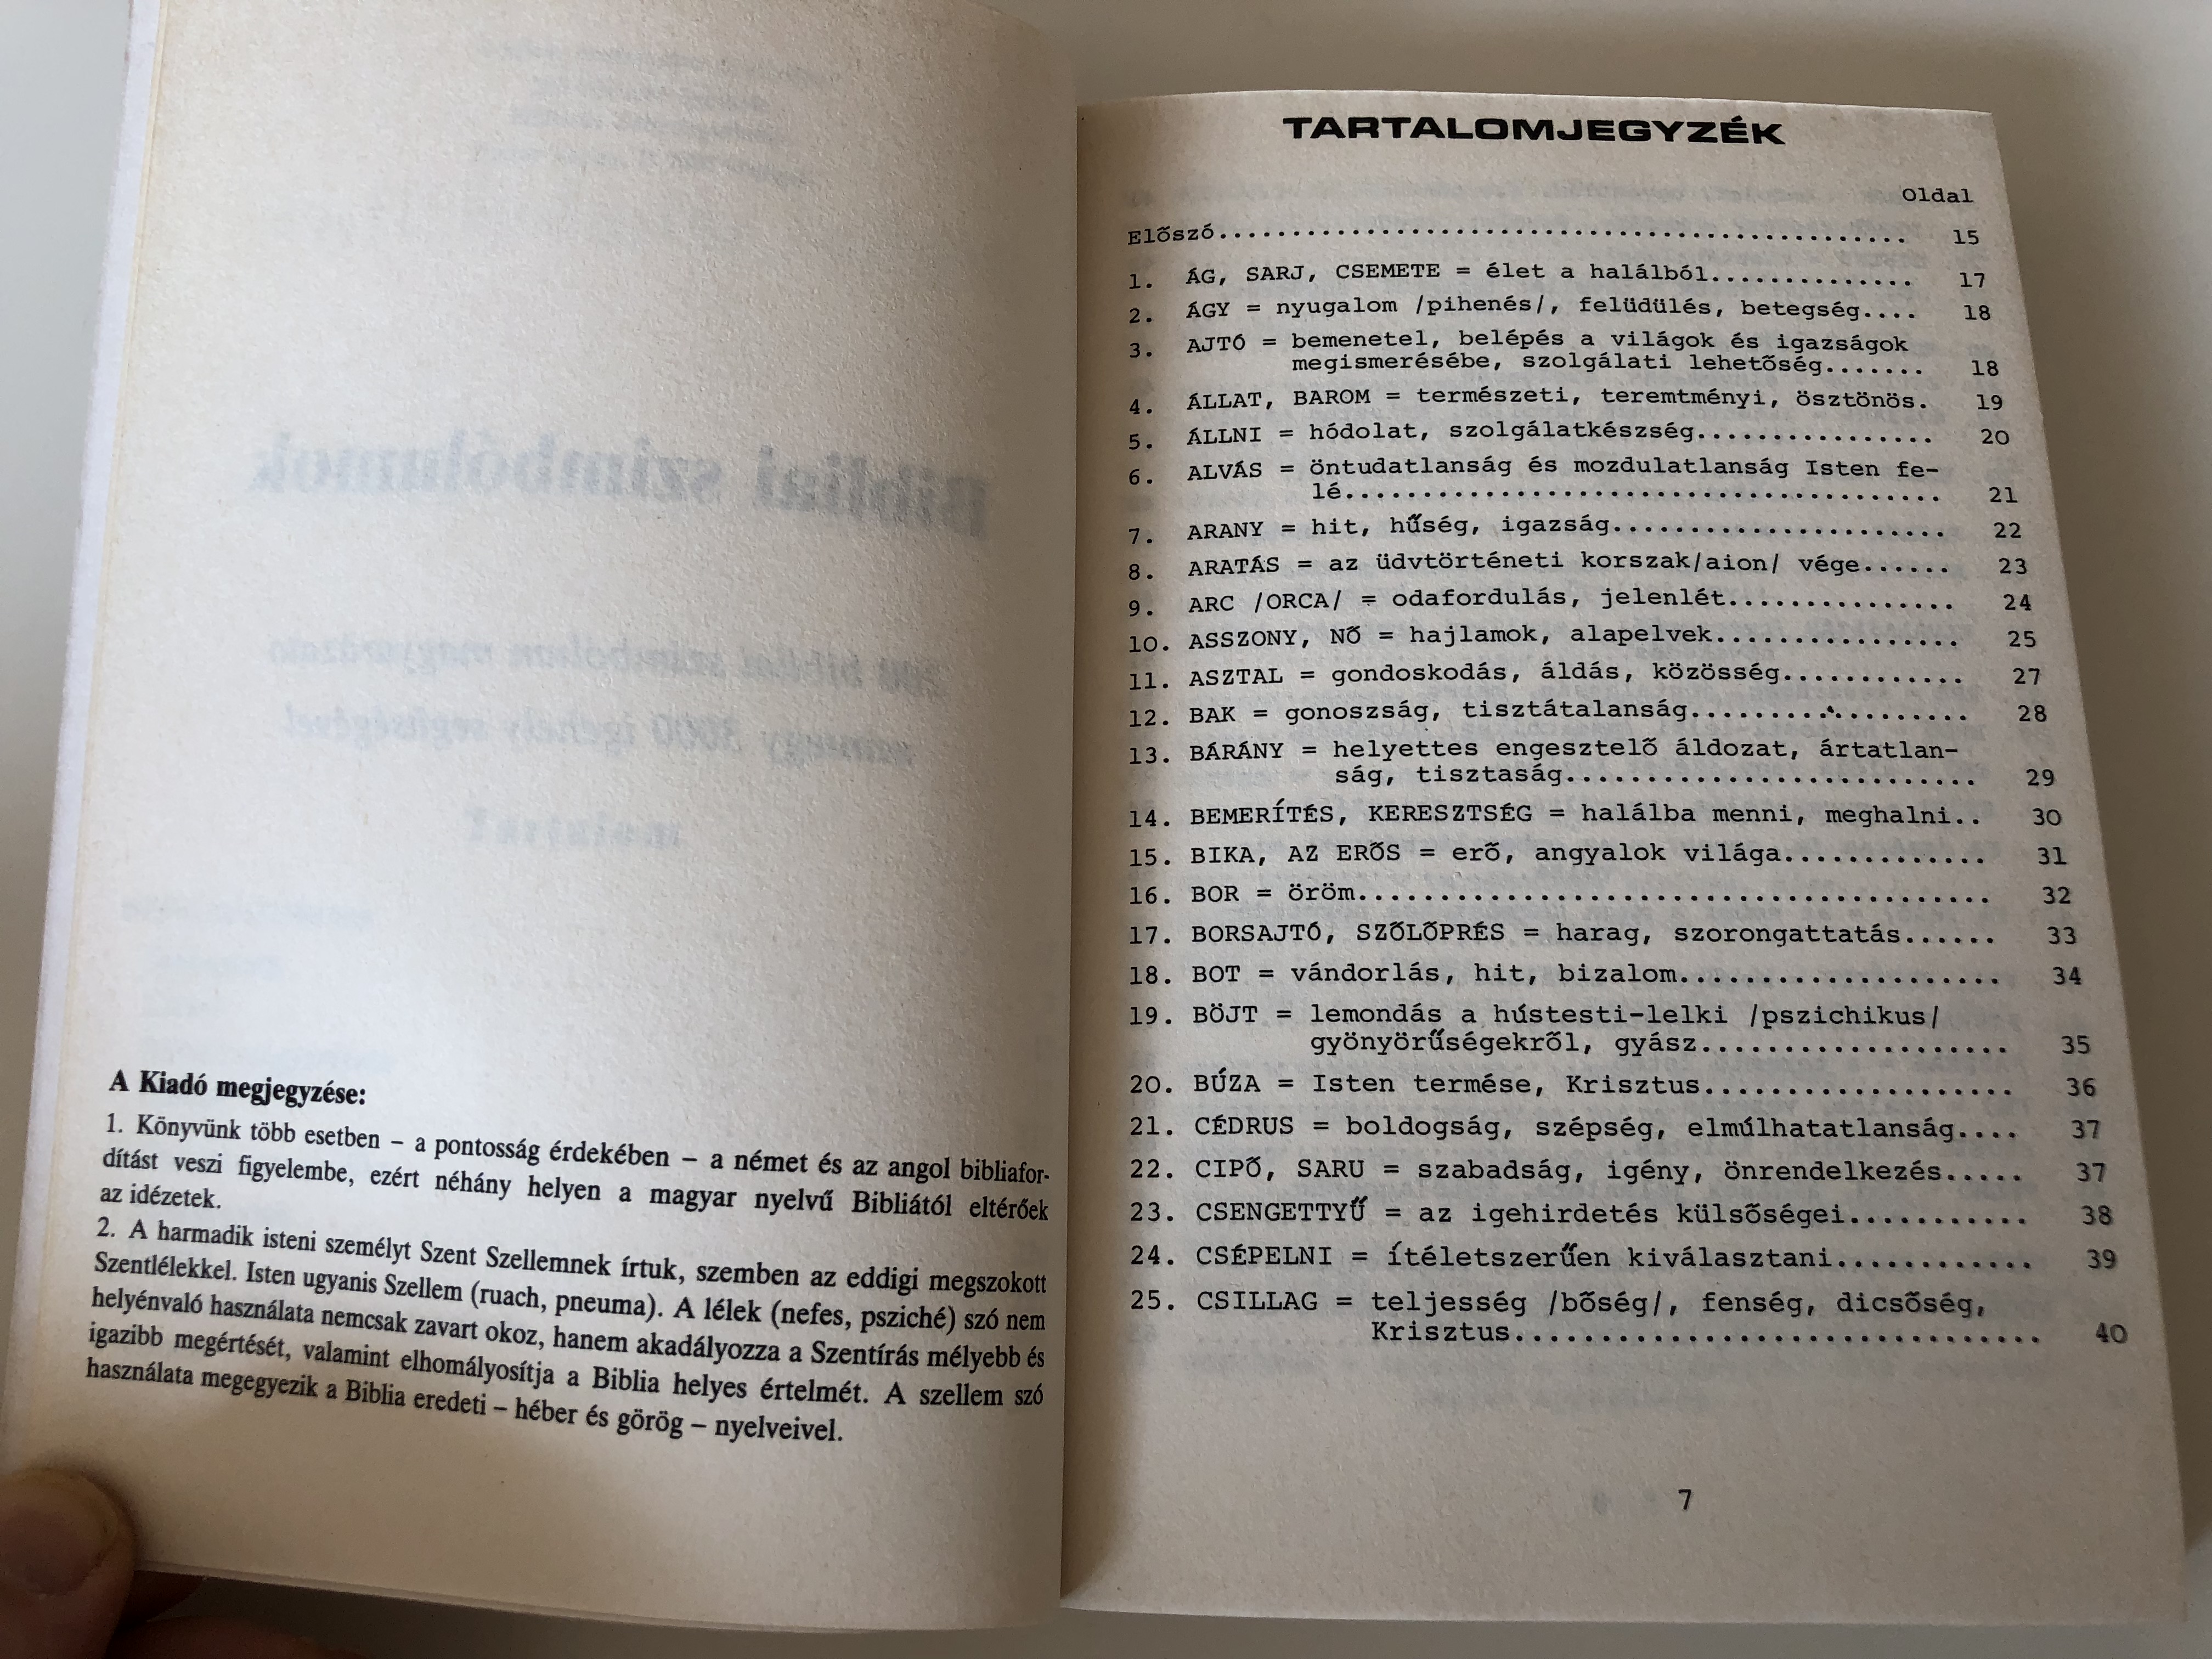 A Kiadó megjegyzése:
1. Könyvünk több esetben – a pontosság érdekében – a német és az angol bibliafor-
dítást veszi figyelembe, ezért néhány helyen a magyar nyelvű Bibliától eltérőek
az idézetek.
2. A harmadik isteni személyt Szent Szellemnek írtuk, szemben az eddigi megszokott
Szentlélekkel. Isten ugyanis Szellem (ruach, pneuma). A lélek (nefes, psziché) szó nem
helyénvaló használata nemcsak zavart okoz, hanem akadályozza a Szentírás mélyebb és
igazibb megértését, valamint elhomályosítja a Biblia helyes értelmét. A szellem szó
használata megegyezik a Biblia eredeti – héber és görög – nyelveivel.
TARTALOMJEGYZÉK
Oldal
Előszó............................................... 15
1. ÁG, SARJ, CSEMETE = élet a halálból.............. 17
2. ÁGY = nyugalom /pihenés/, felüdülés, betegség.... 18
3. AJTÓ = bemenetel, belépés a világok és igazságok
megismerésébe, szolgálati lehetőség....... 18
4. ÁLLAT, BAROM = természeti, teremtményi, ösztönös. 19
5. ÁLLNI = hódolat, szolgálatkészség................ 20
6. ALVÁS = öntudatlanság és mozdulatlanság Isten fe-
lé....................................... 21
7. ARANY = hit, hűség, igazság...................... 22
8. ARATÁS = az üdvtörténeti korszak/aion/ vége...... 23
9. ARC /ORCA/ = odafordulás, jelenlét............... 24
10. ASSZONY, NŐ = hajlamok, alapelvek................ 25
11. ASZTAL = gondoskodás, áldás, közösség............ 27
12. BAK = gonoszság, tisztátalanság.................. 28
13. BÁRÁNY = helyettes engesztelő áldozat, ártatlan-
ság, tisztaság.......................... 29
14. BEMERÍTÉS, KERESZTSÉG = halálba menni, meghalni.. 30
15. BIKA, AZ ERŐS = erő, angyalok világa............. 31
16. BOR = öröm....................................... 32
17. BORSAJTÓ, SZŐLŐPRÉS = harag, szorongattatás...... 33
18. BOT = vándorlás, hit, bizalom.................... 34
19. BÖJT = lemondás a hústesti-lelki /pszichikus/
gyönyörűségekről, gyász................... 35
20. BÚZA = Isten termése, Krisztus................... 36
21. CÉDRUS = boldogság, szépség, elmúlhatatlanság.... 37
22. CIPŐ, SARU = szabadság, igény, önrendelkezés..... 37
23. CSENGETTYŰ = az igehirdetés külsőségei........... 38
24. CSÉPELNI = ítéletszerűen kiválasztani............ 39
25. CSILLAG = teljesség /bőség/, fenség, dicsőség,
Krisztus................................ 40
7